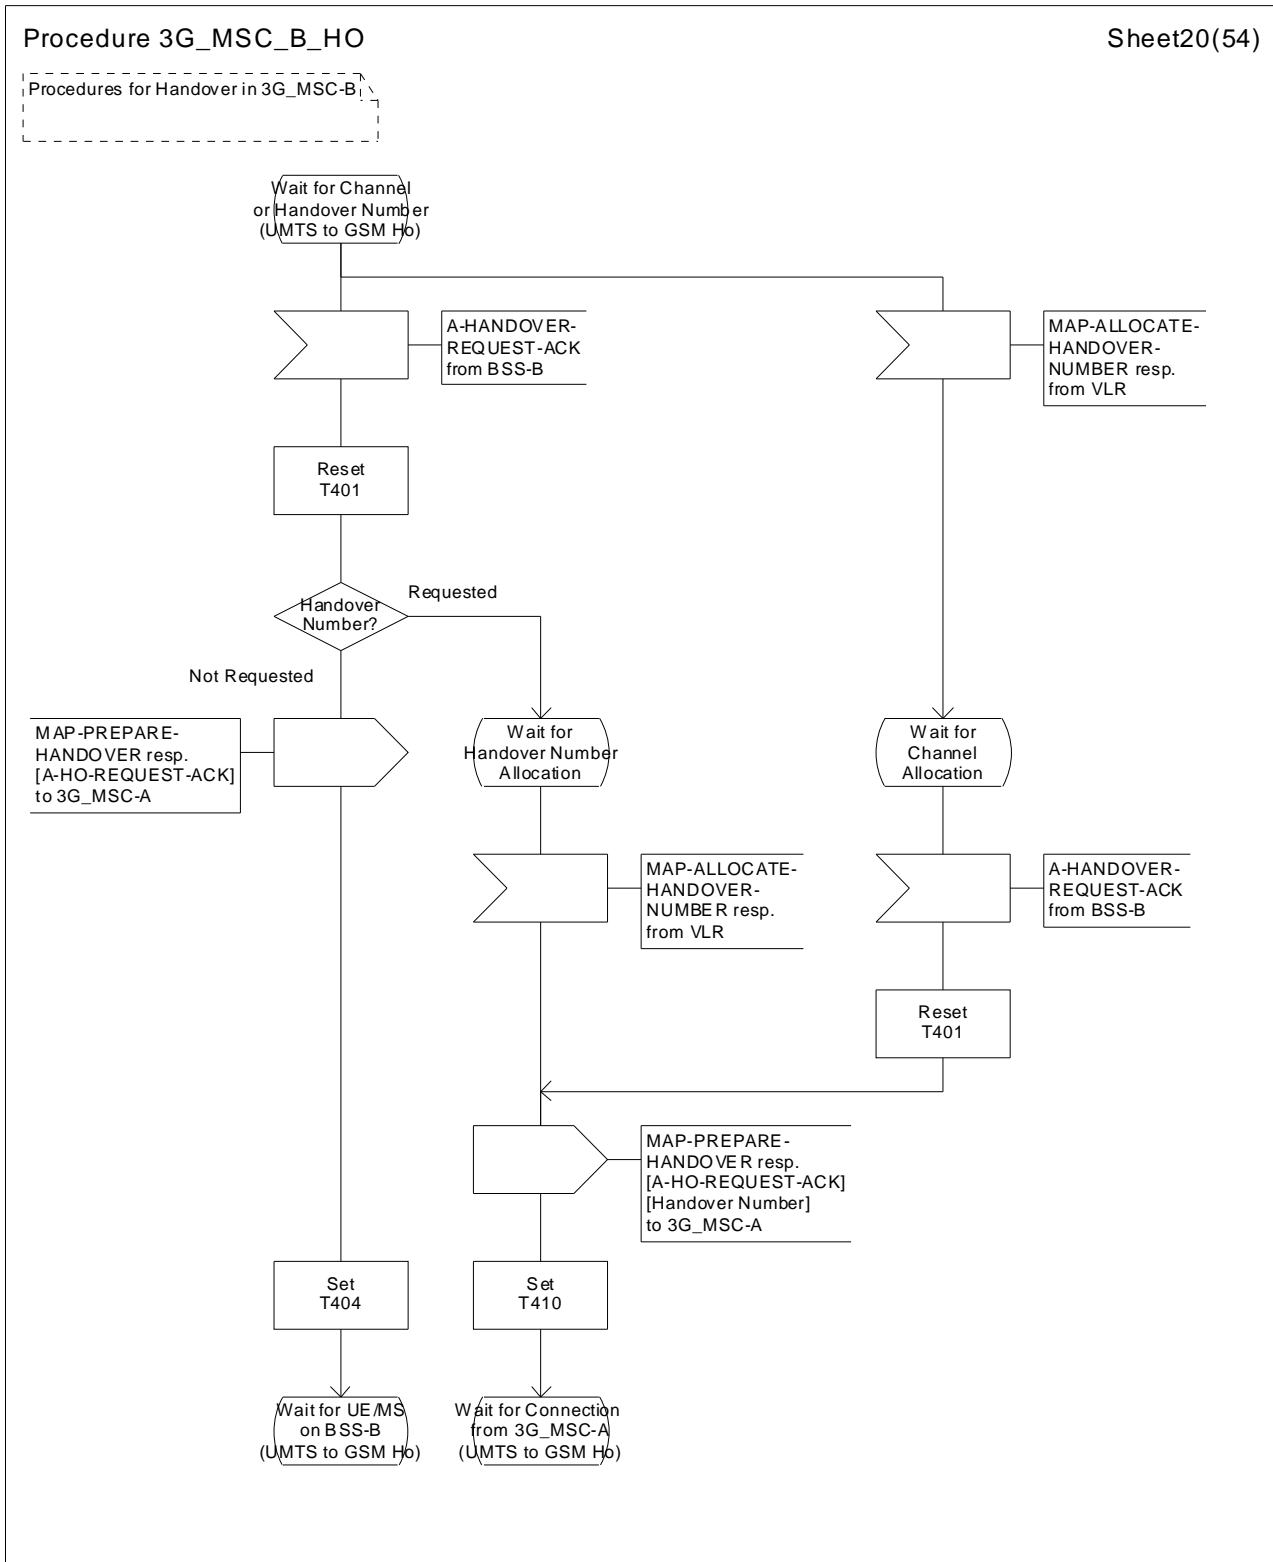 Procedure 3G_MSC_B_HO
Sheet20(54)
Procedures for Handover in 3G_MSC-B
Wait for Channel
or Handover Number
(UMTS to GSM Ho)
A-HANDOVER-
REQUEST-ACK
from BSS-B
MAP-ALLOCATE-
HANDOVER-
NUMBER resp.
from VLR
Reset
T401
Handover
Number?
Requested
Not Requested
MAP-PREPARE-
HANDOVER resp.
[A-HO-REQUEST-ACK]
to 3G_MSC-A
Wait for
Handover Number
Allocation
Wait for
Channel
Allocation
MAP-ALLOCATE-
HANDOVER-
NUMBER resp.
from VLR
A-HANDOVER-
REQUEST-ACK
from BSS-B
Reset
T401
MAP-PREPARE-
HANDOVER resp.
[A-HO-REQUEST-ACK]
[Handover Number]
to 3G_MSC-A
Set
T404
Set
T410
Wait for UE/MS
on BSS-B
(UMTS to GSM Ho)
Wait for Connection
from 3G_MSC-A
(UMTS to GSM Ho)